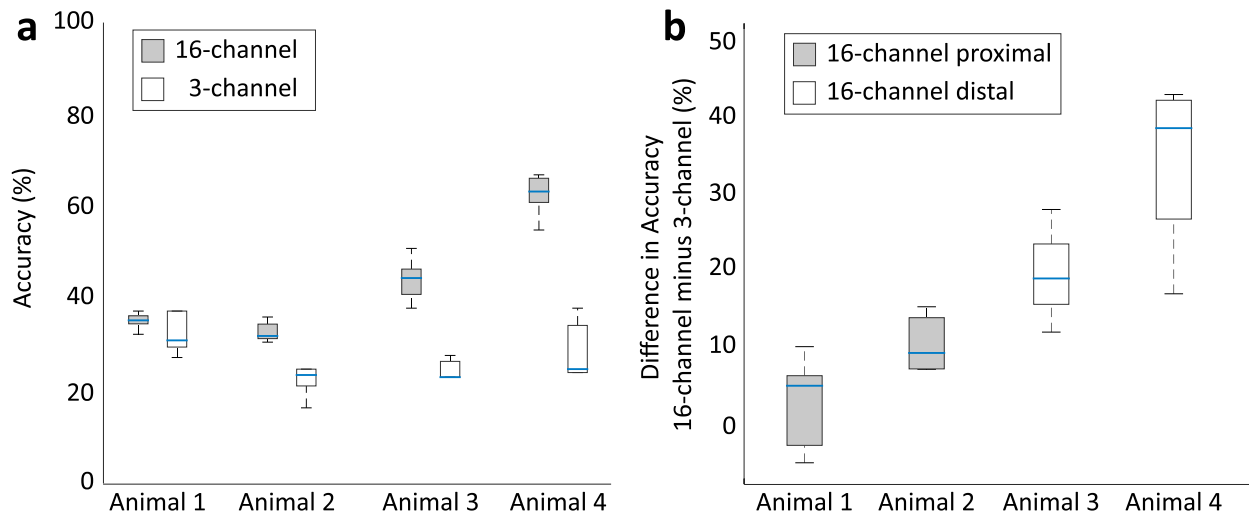 a
100
80
60
40
20
0
Accuracy (%)
16-channel
3-channel
Animal 1
Animal 2
Animal 3
Animal 4
b
50
40
30
20
10
0
Difference in Accuracy
16-channel minus 3-channel (%)
16-channel proximal
16-channel distal
Animal 1
Animal 2
Animal 3
Animal 4